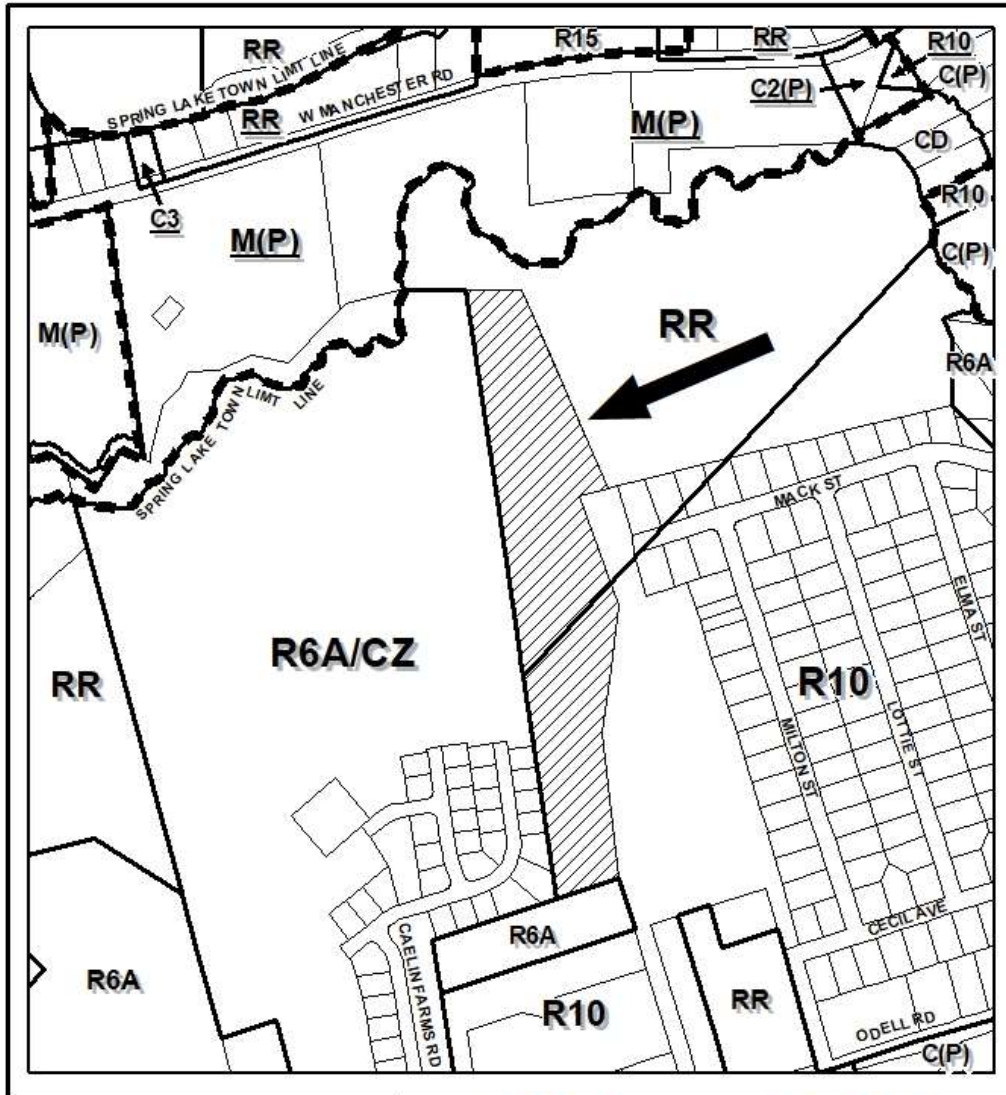 RR
R15
RR
R10
SPRING LAKE TOWN LIMT LINE
C2(P)
C(P)
RR
W MANCHESTER RD
M(P)
CD
C3
R10
M(P)
C(P)
M(P)
RR
R6A
SPRING LAKE TOWN LIMT LINE
MACK ST
ELMA ST
R6A/CZ
RR
R10
MILTON ST
LOTTIE ST
CECIL AVE
R6A
CAELIN FARMS RD
R6A
RR
R10
ODELL RD
C(P)